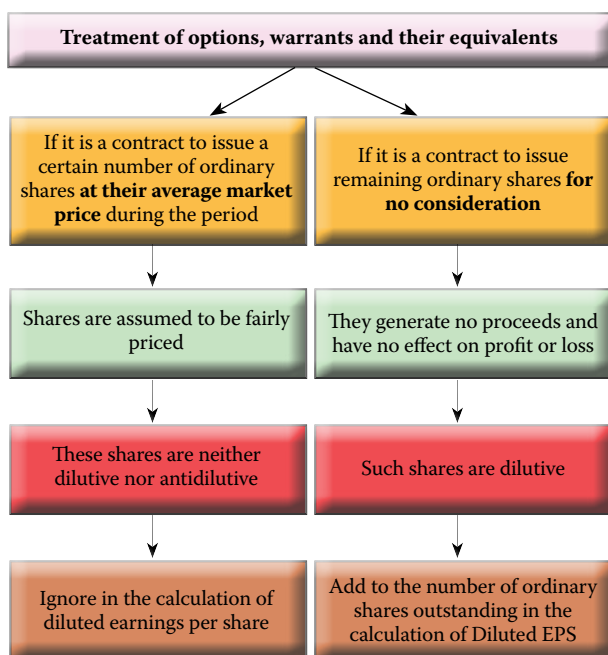 Treatment of options, warrants and their equivalents
If it is a contract to issue a
certain number of ordinary
shares at their average market
price during the period
If it is a contract to issue
remaining ordinary shares for
no consideration
Shares are assumed to be fairly
priced
They generate no proceeds and
have no effect on profit or loss
These shares are neither
dilutive nor antidilutive
Such shares are dilutive
Ignore in the calculation of
diluted earnings per share
Add to the number of ordinary
shares outstanding in the
calculation of Diluted EPS